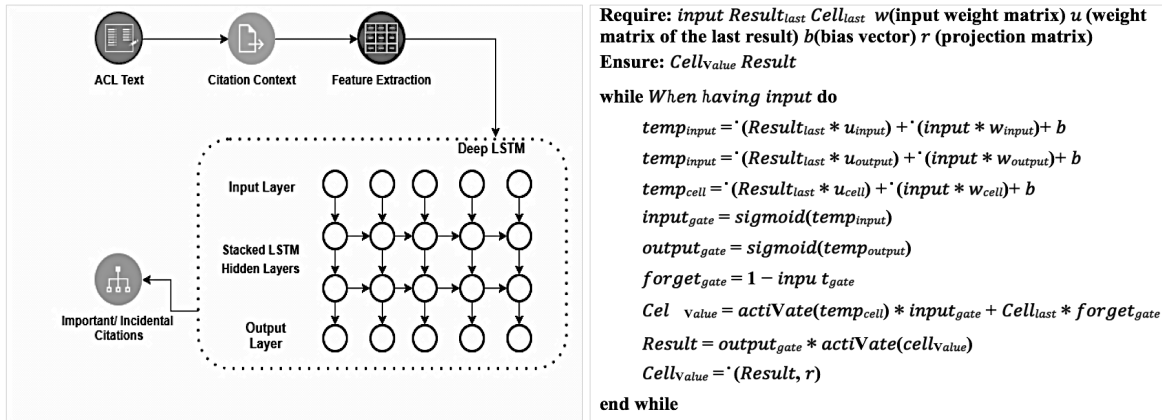 ACL Text
Citation Context
Feature Extraction
Deep LSTM
Input Layer
Stacked LSTM
Hidden Layers
Output
Layer
Important/ Incidental
Citations
Require: input Result_last Cell_last w(input weight matrix) u (weight
matrix of the last result) b(bias vector) r (projection matrix)
Ensure: Cell_Value Result
while When having input do
temp_input = ˙(Result_last * u_input) + ˙(input * w_input)+ b
temp_input = ˙(Result_last * u_output) + ˙(input * w_output)+ b
temp_cell = ˙(Result_last * u_cell) + ˙(input * w_cell)+ b
input_gate = sigmoid(temp_input)
output_gate = sigmoid(temp_output)
forget_gate = 1 − inpu t_gate
Cel _Value = actiVate(temp_cell) * input_gate + Cell_last * forget_gate
Result = output_gate * actiVate(cell_Value)
Cell_Value = ˙(Result, r)
end while